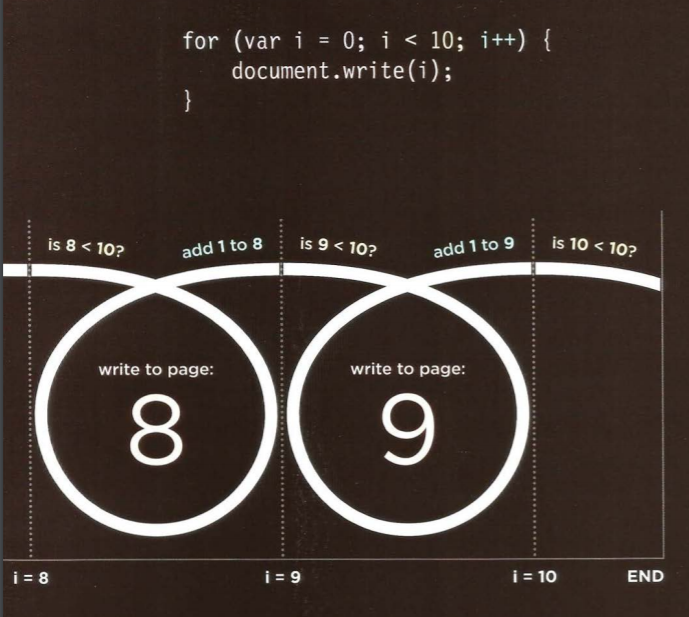 for (var i = 0; i < 10; i++) {
    document.write(i);
}
is 8 < 10? add 1 to 8 is 9 < 10? add 1 to 9 is 10 < 10?
write to page: write to page:
8 9
i = 8 i = 9 i = 10 END